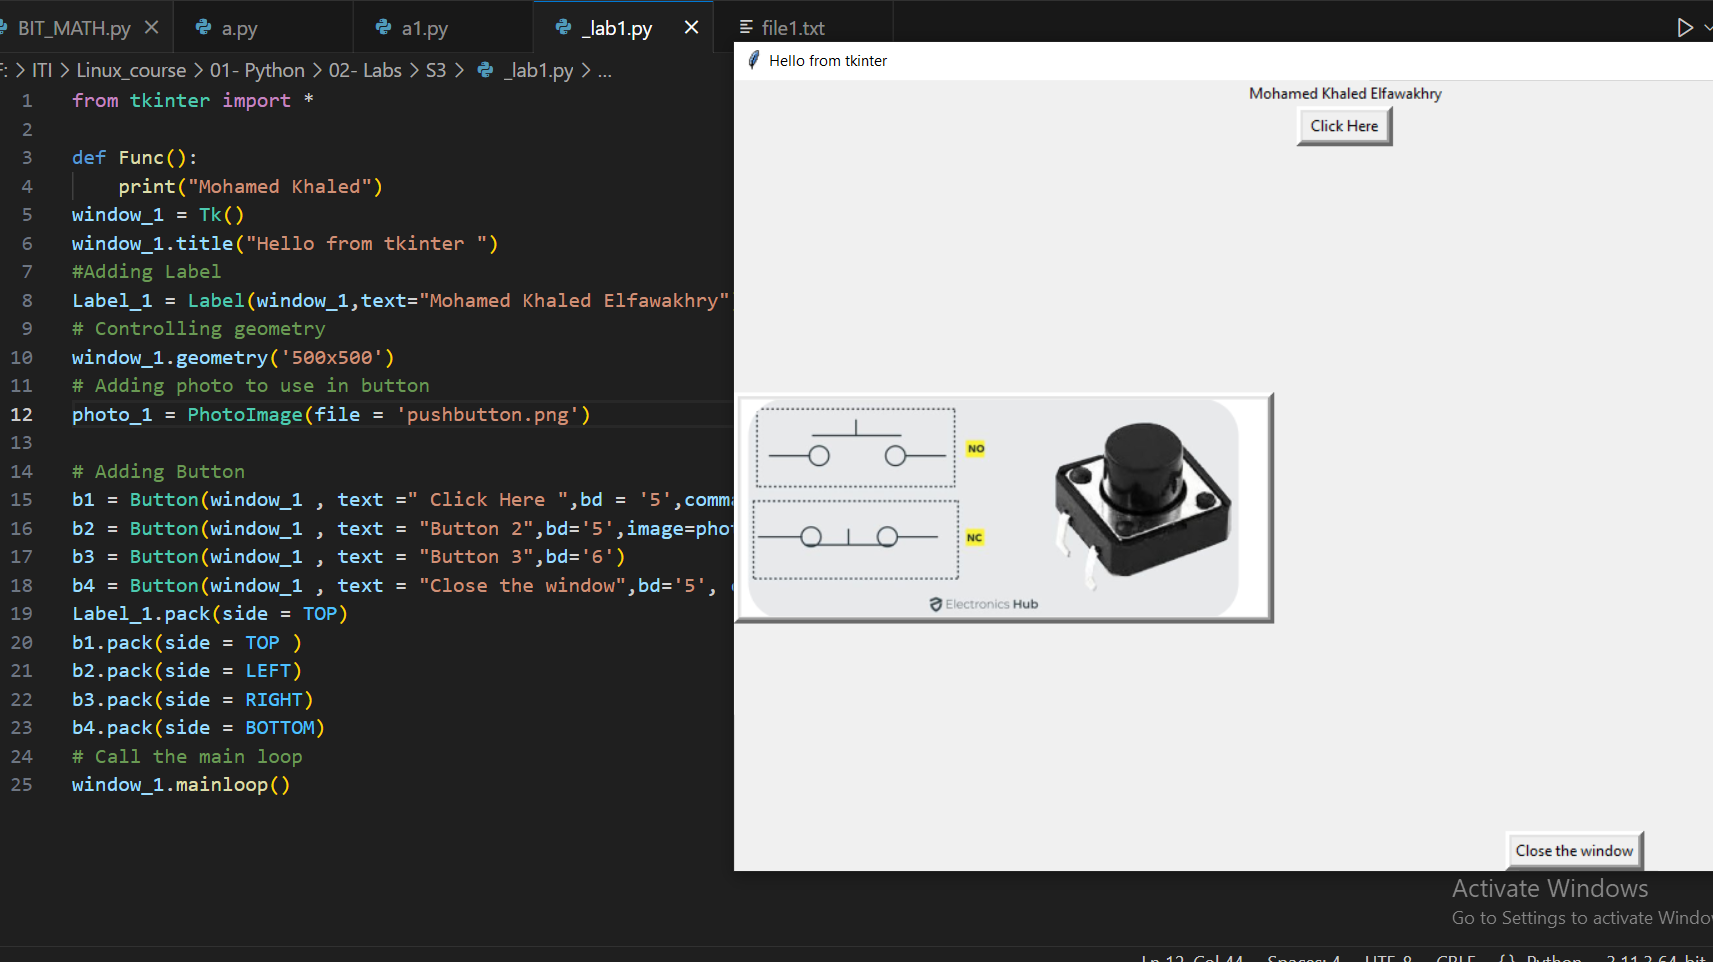 BIT_MATH.py
a.py
a1.py
_lab1.py
file1.txt
F: > ITI > Linux_course > 01- Python > 02- Labs > S3 > _lab1.py > ...
1 from tkinter import *
2
3 def Func():
4 print("Mohamed Khaled")
5 window_1 = Tk()
6 window_1.title("Hello from tkinter ")
7 #Adding Label
8 Label_1 = Label(window_1,text="Mohamed Khaled Elfawakhry"
9 # Controlling geometry
10 window_1.geometry('500x500')
11 # Adding photo to use in button
12 photo_1 = PhotoImage(file = 'pushbutton.png')
13
14 # Adding Button
15 b1 = Button(window_1 , text =" Click Here ",bd = '5',comma
16 b2 = Button(window_1 , text = "Button 2",bd='5',image=phot
17 b3 = Button(window_1 , text = "Button 3",bd='6')
18 b4 = Button(window_1 , text = "Close the window",bd='5',
19 Label_1.pack(side = TOP)
20 b1.pack(side = TOP )
21 b2.pack(side = LEFT)
22 b3.pack(side = RIGHT)
23 b4.pack(side = BOTTOM)
24 # Call the main loop
25 window_1.mainloop()
Hello from tkinter
Mohamed Khaled Elfawakhry
Click Here
NO
NC
Electronics Hub
Close the window
Activate Windows
Go to Settings to activate Windo
Ln 12, Col 44 Spaces: 4 UTF-8 CRLF {} Python 3.11.3 64-bit